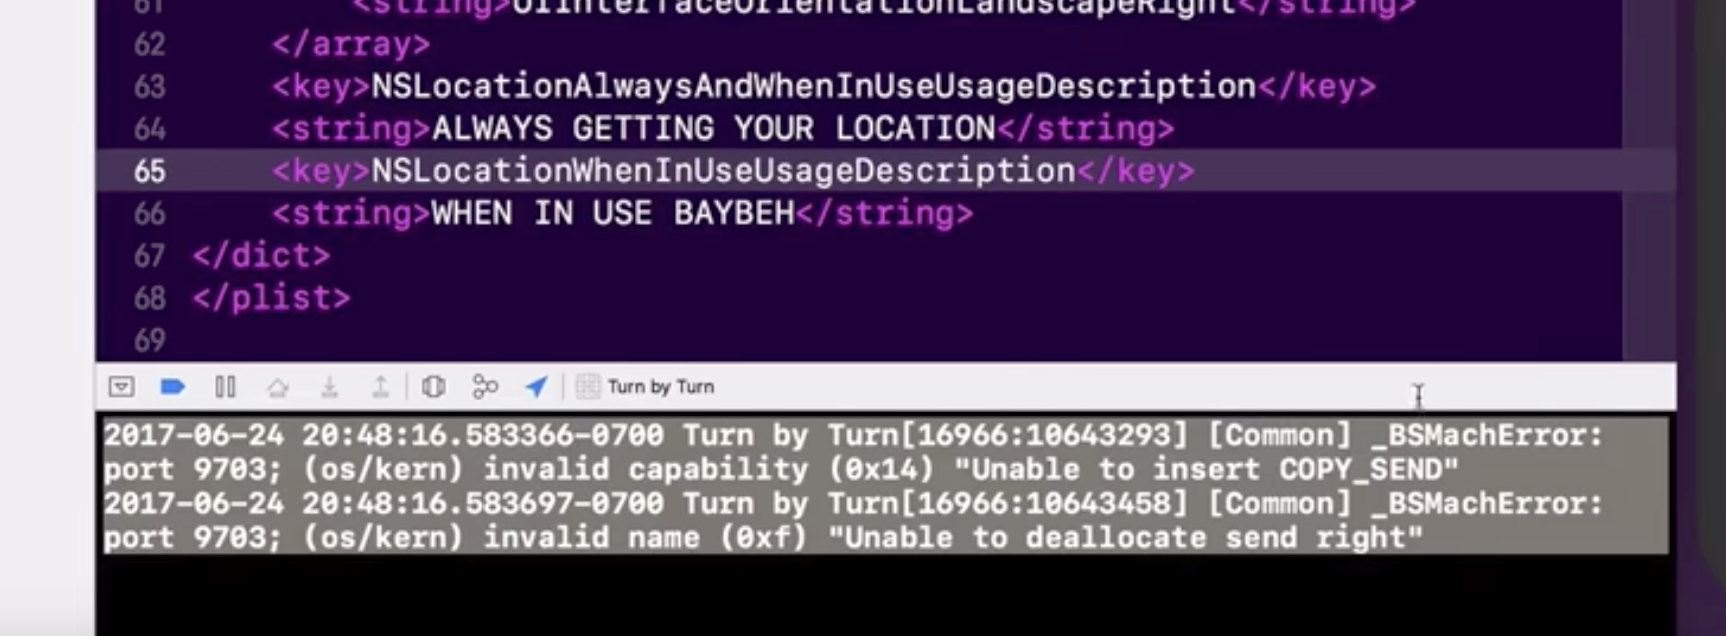 61 <string>UIInterfaceOrientationLandscapeRight</string>
62 </array>
63 <key>NSLocationAlwaysAndWhenInUseUsageDescription</key>
64 <string>ALWAYS GETTING YOUR LOCATION</string>
65 <key>NSLocationWhenInUseUsageDescription</key>
66 <string>WHEN IN USE BAYBEH</string>
67 </dict>
68 </plist>
69
Turn by Turn
2017-06-24 20:48:16.583366-0700 Turn by Turn[16966:10643293] [Common] _BSMachError:
port 9703; (os/kern) invalid capability (0x14) "Unable to insert COPY_SEND"
2017-06-24 20:48:16.583697-0700 Turn by Turn[16966:10643458] [Common] _BSMachError:
port 9703; (os/kern) invalid name (0xf) "Unable to deallocate send right"